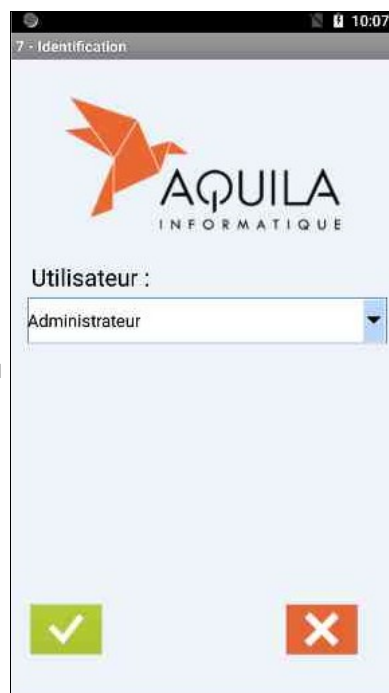 10:07
7 - Identification
AQUILA
INFORMATIQUE
Utilisateur :
Administrateur